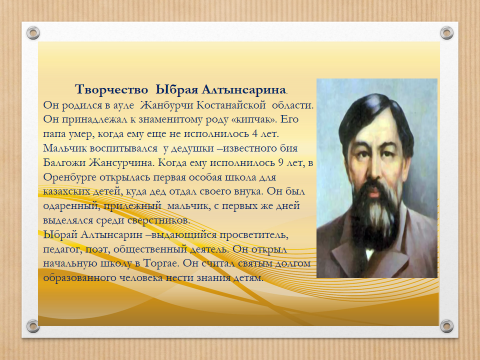 Творчество Ыбрая Алтынсарина
Он родился в ауле Жанбурчи Костанайской области.
Он принадлежал к знаменитому роду «кипчак». Его
папа умер, когда ему еще не исполнилось 4 лет.
Мальчик воспитывался у дедушки –известного бия
Балгожи Жансурчина. Когда ему исполнилось 9 лет, в
Оренбурге открылась первая особая школа для
казахских детей, куда дед отдал своего внука. Он был
одаренный, прилежный мальчик, с первых же дней
выделялся среди сверстников.
Ыбрай Алтынсарин –выдающийся просветитель,
педагог, поэт, общественный деятель. Он открыл
начальную школу в Торгае. Он считал святым долгом
образованного человека нести знания детям.